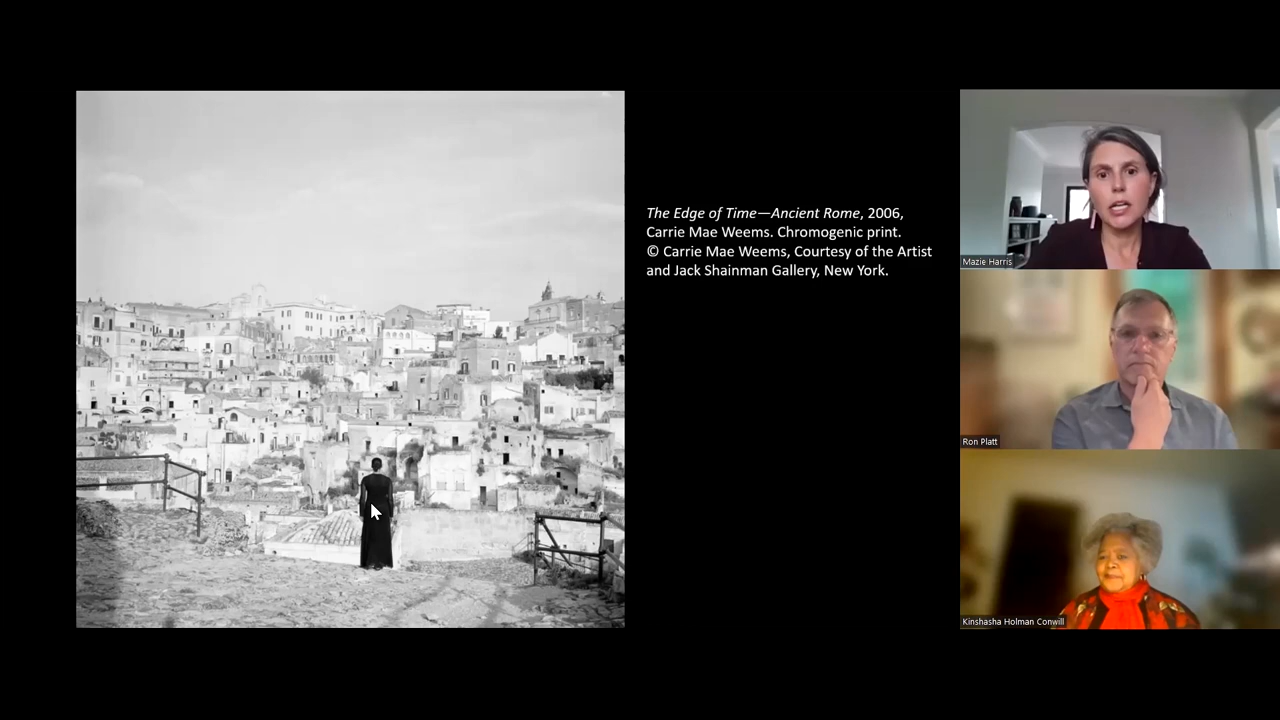 The Edge of Time—Ancient Rome, 2006,
Carrie Mae Weems. Chromogenic print.
© Carrie Mae Weems, Courtesy of the Artist
and Jack Shainman Gallery, New York.
Mazie Harris
Ron Platt
Kinshasha Holman Conwill